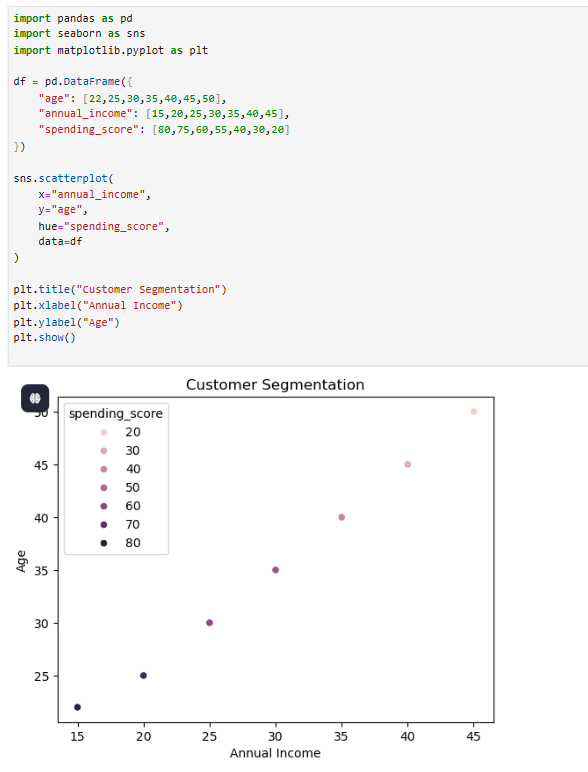 import pandas as pd
import seaborn as sns
import matplotlib.pyplot as plt
df = pd.DataFrame({
    "age": [22,25,30,35,40,45,50],
    "annual_income": [15,20,25,30,35,40,45],
    "spending_score": [80,75,60,55,40,30,20]
})
sns.scatterplot(
    x="annual_income",
    y="age",
    hue="spending_score",
    data=df
)
plt.title("Customer Segmentation")
plt.xlabel("Annual Income")
plt.ylabel("Age")
plt.show()
Customer Segmentation
spending_score
20
30
40
50
60
70
80
50
45
40
35
30
25
Age
15 20 25 30 35 40 45
Annual Income